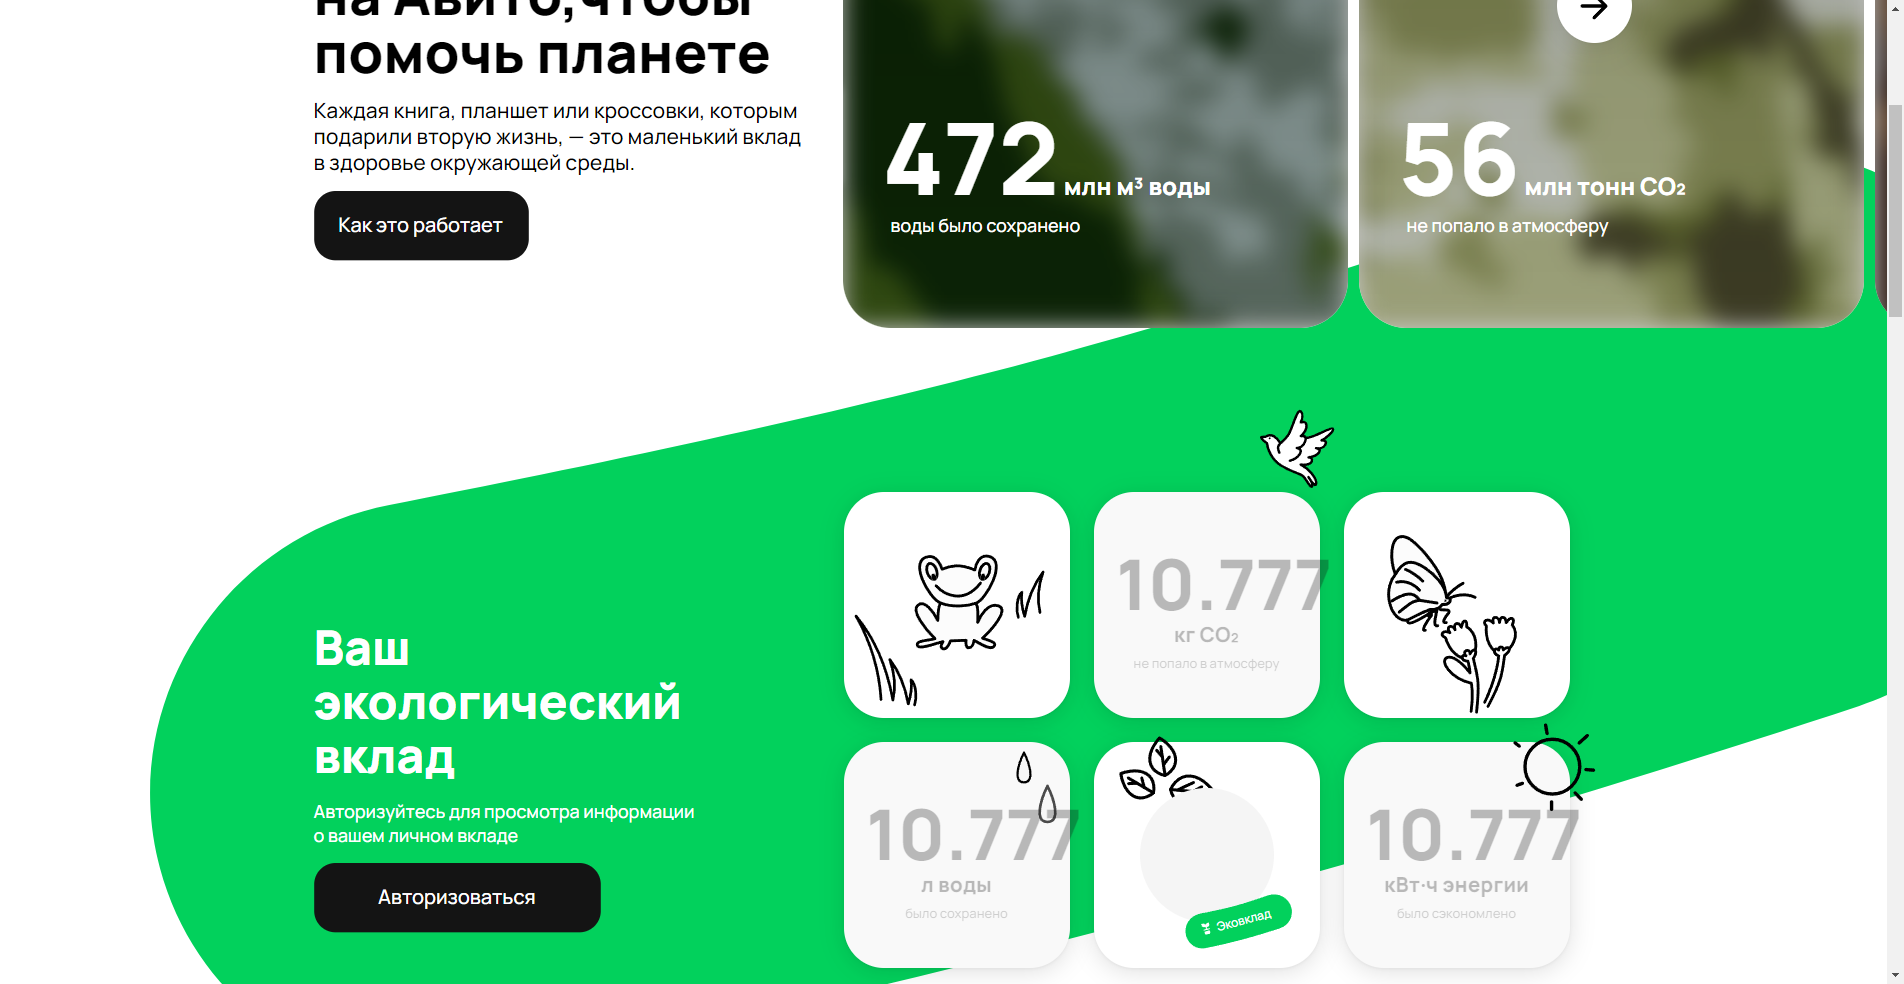 на Авито, чтобы
помочь планете
Каждая книга, планшет или кроссовки, которым
подарили вторую жизнь, — это маленький вклад
в здоровье окружающей среды.
Как это работает
472 млн м³ воды
воды было сохранено
56 млн тонн CO₂
не попало в атмосферу
Ваш
экологический
вклад
Авторизуйтесь для просмотра информации
о вашем личном вкладе
Авторизоваться
10.777
кг CO₂
не попало в атмосферу
10.777
л воды
было сохранено
Эковклад
10.777
кВт·ч энергии
было сэкономлено